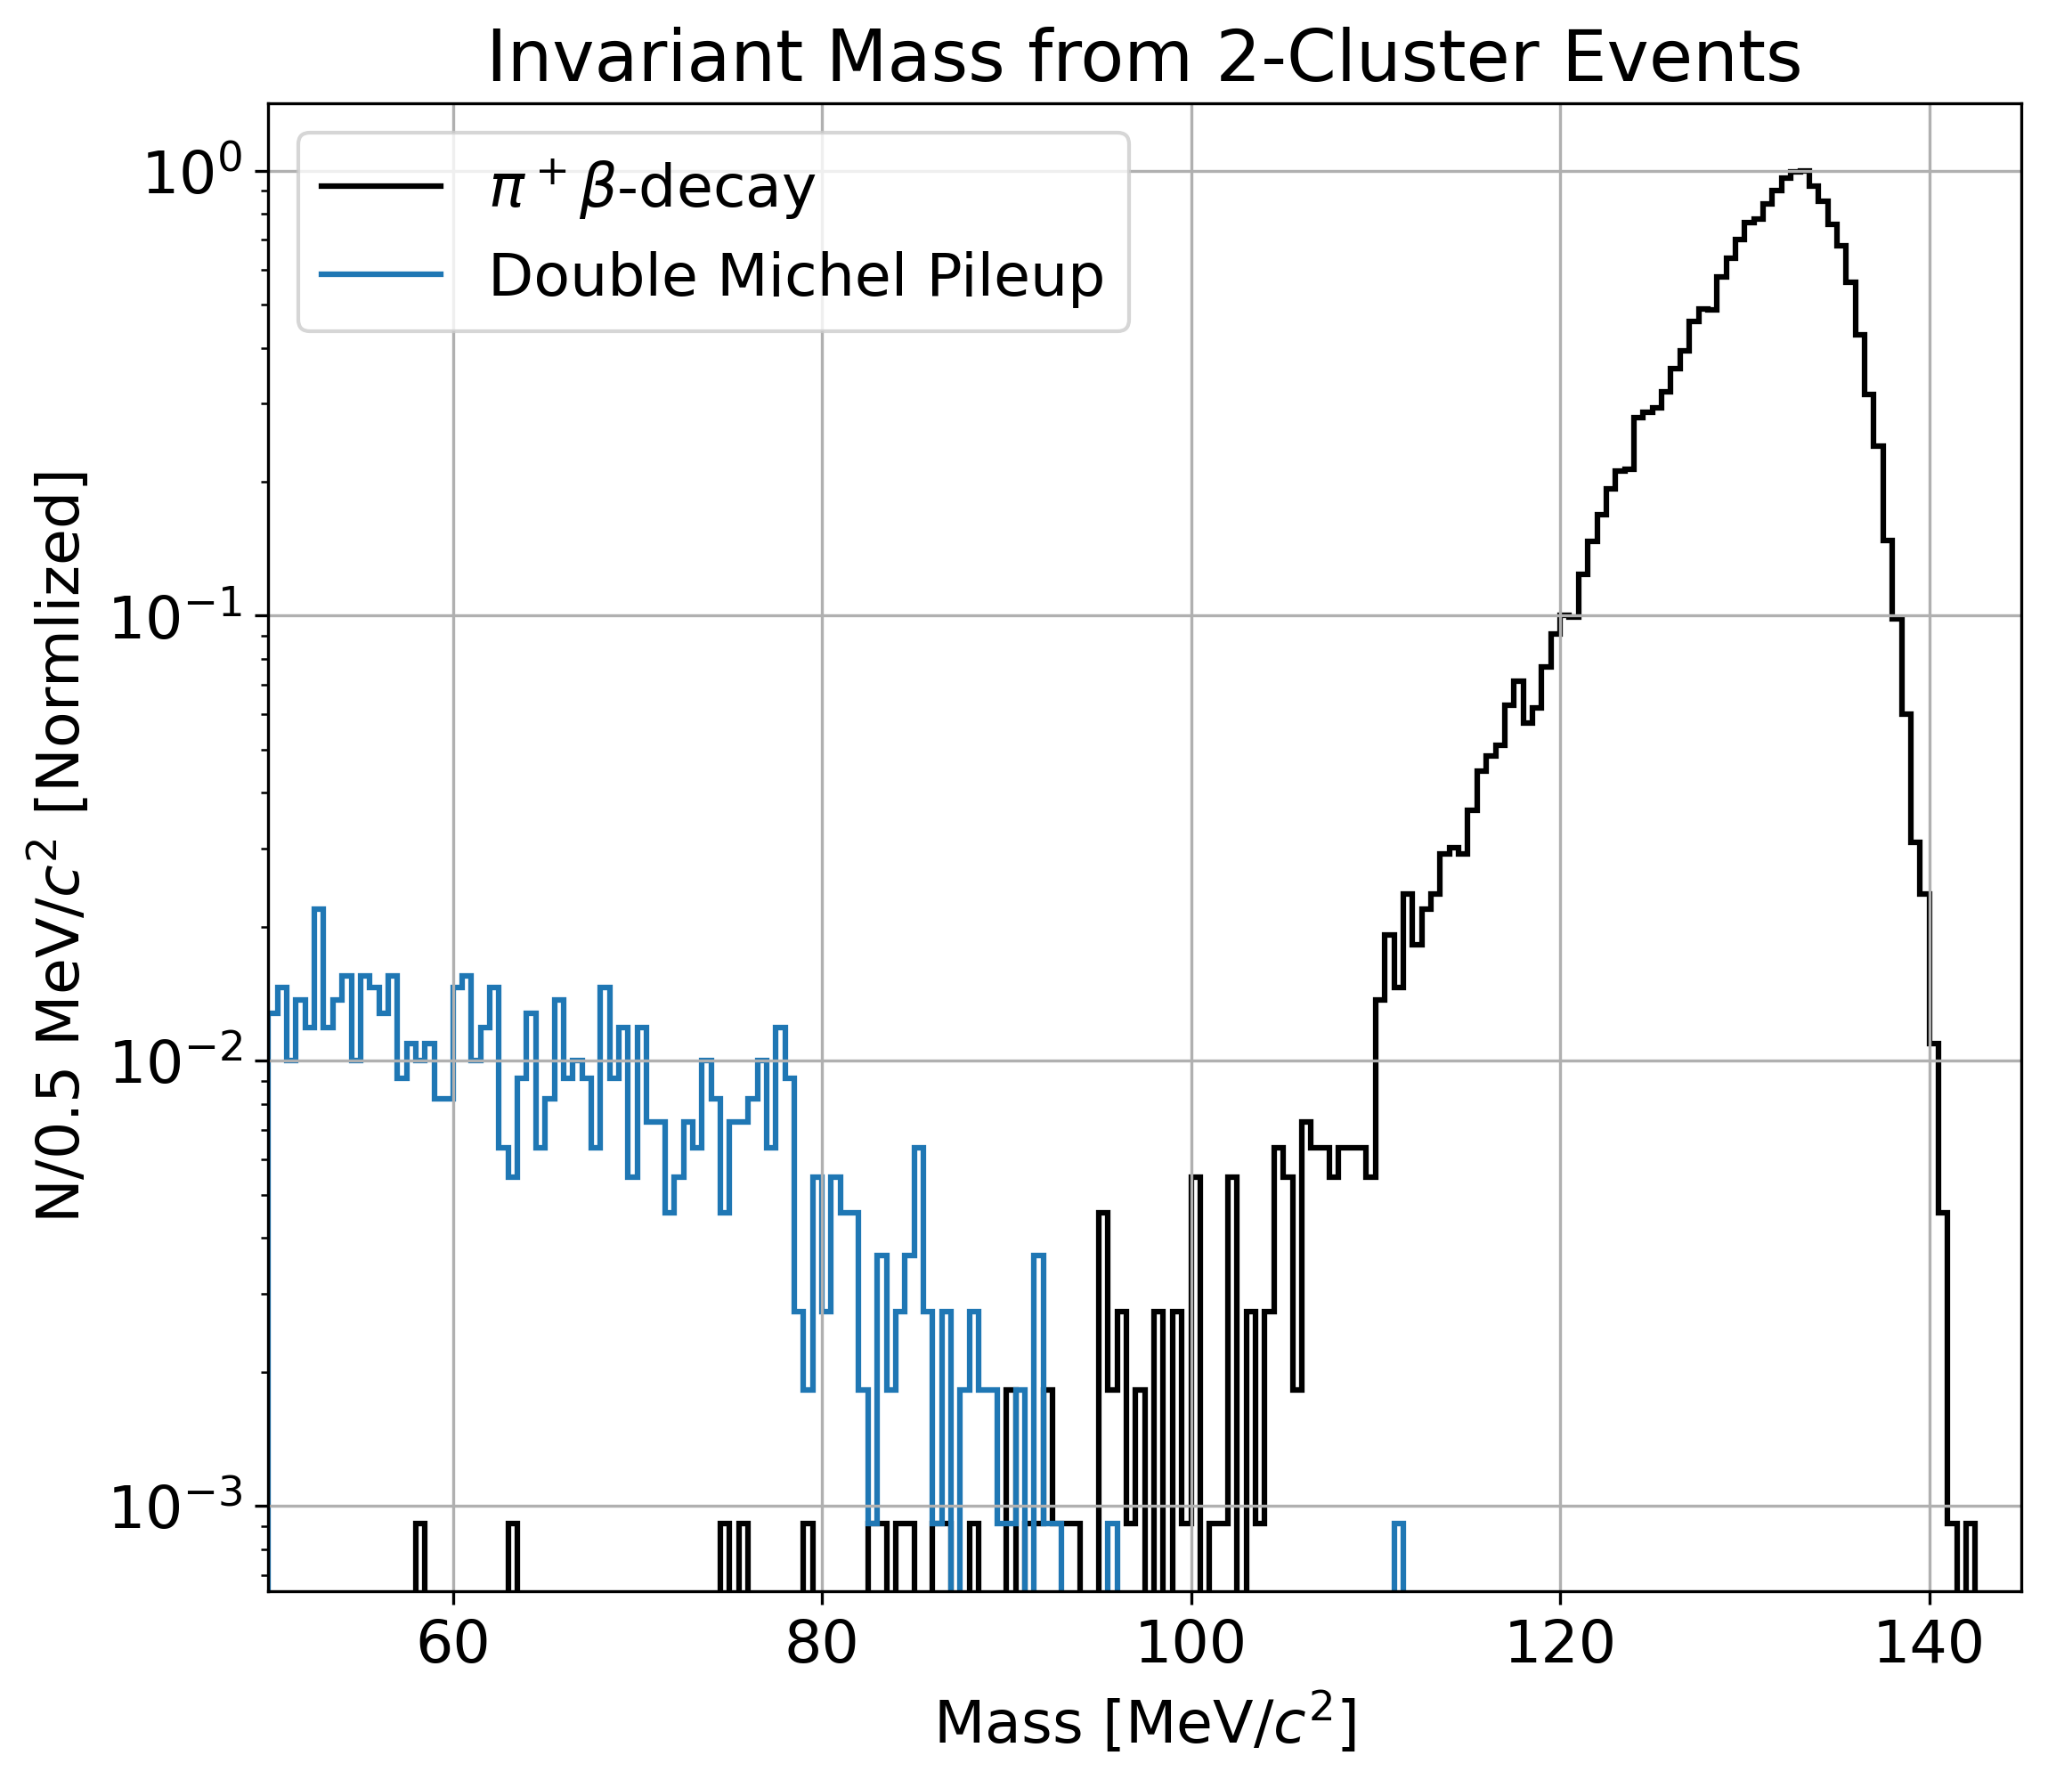 Invariant Mass from 2-Cluster Events
π⁺β-decay
Double Michel Pileup
10⁰
10⁻¹
10⁻²
10⁻³
N/0.5 MeV/c² [Normlized]
60 80 100 120 140
Mass [MeV/c²]